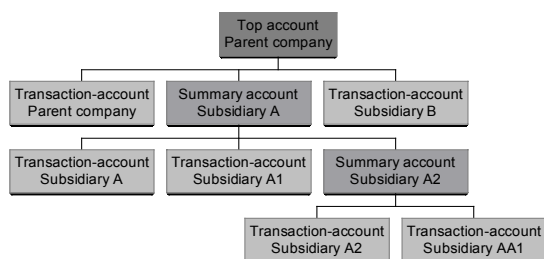 Top account
Parent company
Transaction-account
Parent company
Summary account
Subsidiary A
Transaction-account
Subsidiary B
Transaction-account
Subsidiary A
Transaction-account
Subsidiary A1
Summary account
Subsidiary A2
Transaction-account
Subsidiary A2
Transaction-account
Subsidiary AA1